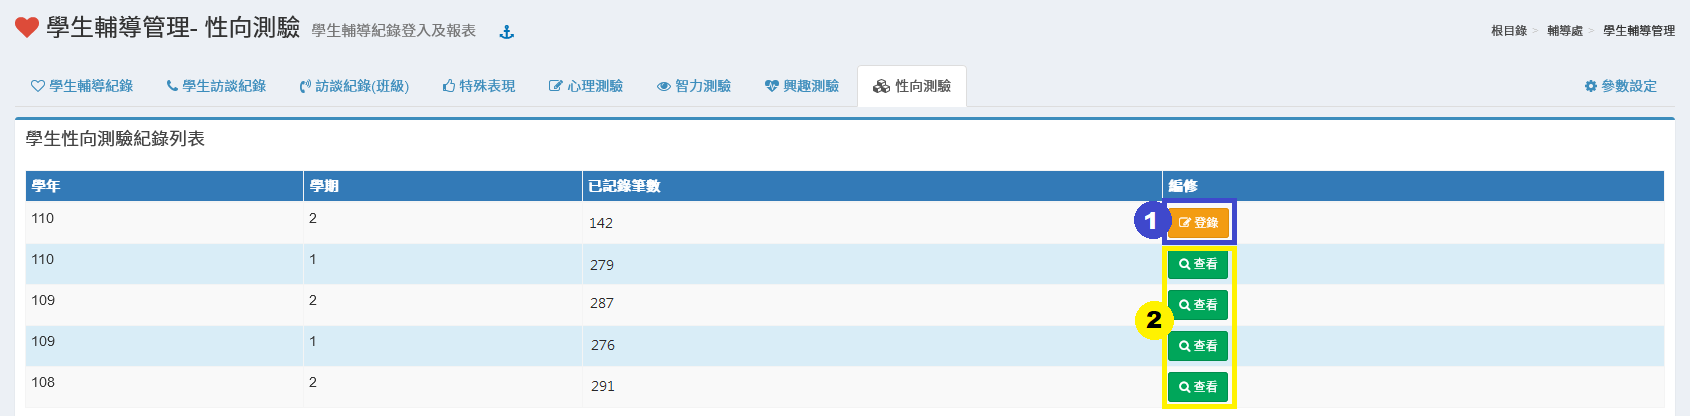 學生輔導管理- 性向測驗 學生輔導紀錄登入及報表
根目錄 > 輔導處 > 學生輔導管理
學生輔導紀錄 學生訪談紀錄 訪談紀錄(班級) 特殊表現 心理測驗 智力測驗 興趣測驗 性向測驗 參數設定
學生性向測驗紀錄列表
學年 學期 已記錄筆數 編修
110 2 142 1 登錄
110 1 279 查看
109 2 287 查看
2
109 1 276 查看
108 2 291 查看